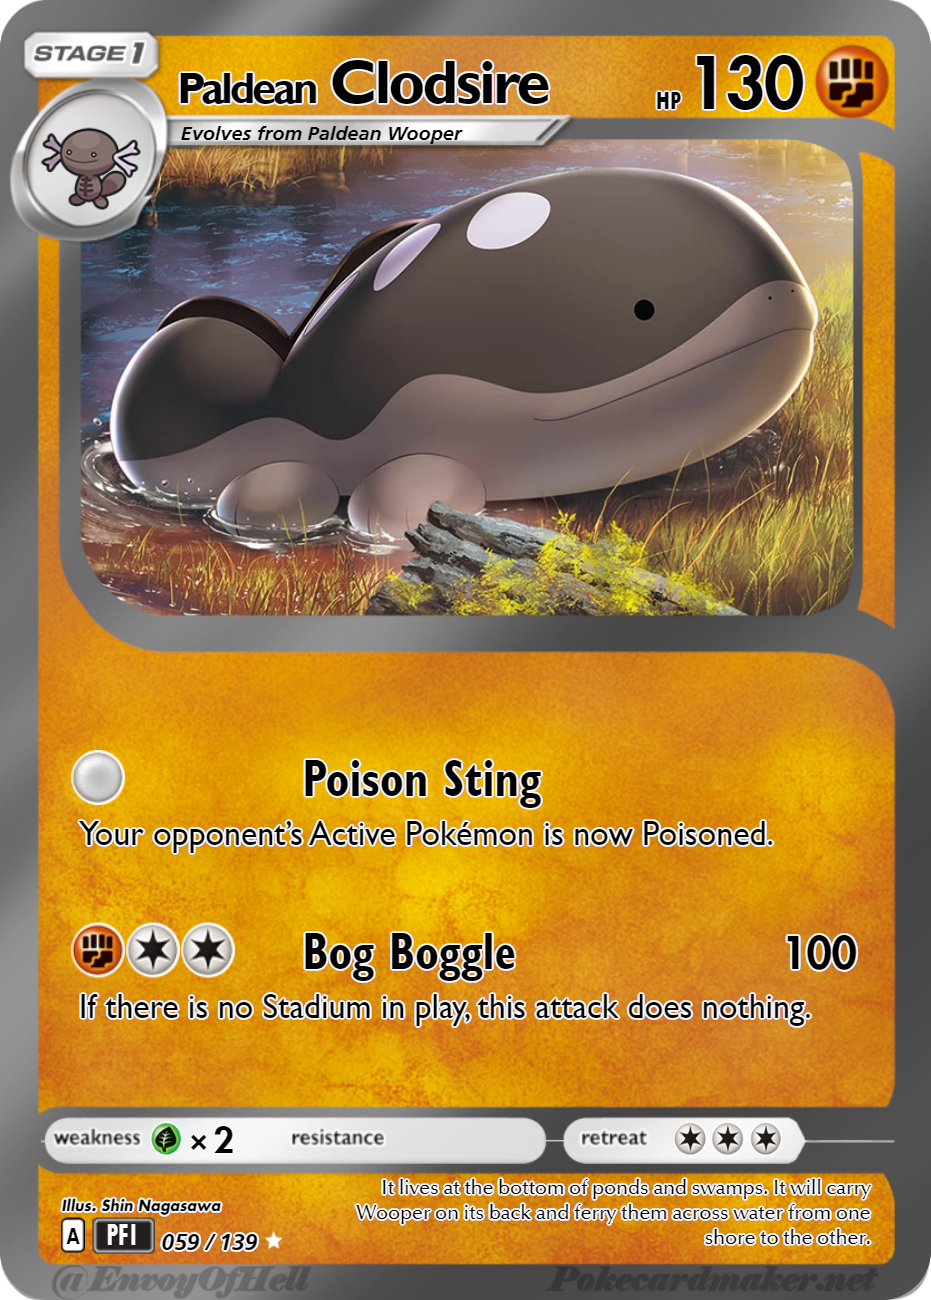 STAGE 1
Paldean Clodsire HP 130
Evolves from Paldean Wooper
Poison Sting
Your opponent's Active Pokémon is now Poisoned.
Bog Boggle 100
If there is no Stadium in play, this attack does nothing.
weakness × 2 resistance retreat
It lives at the bottom of ponds and swamps. It will carry
Wooper on its back and ferry them across water from one
shore to the other.
Illus. Shin Nagasawa
A PFI 059 / 139
@EnvoyOfHell Pokecardmaker.net